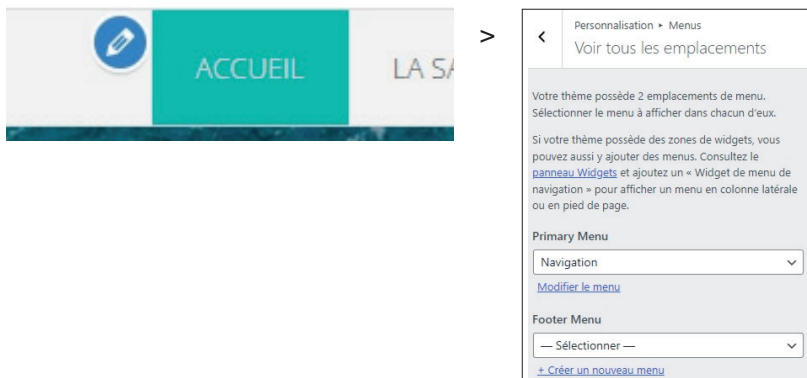 ACCUEIL
LA SA
>
Personnalisation ▸ Menus
Voir tous les emplacements
Votre thème possède 2 emplacements de menu.
Sélectionner le menu à afficher dans chacun d'eux.
Si votre thème possède des zones de widgets, vous
pouvez aussi y ajouter des menus. Consultez le
panneau Widgets et ajoutez un « Widget de menu de
navigation » pour afficher un menu en colonne latérale
ou en pied de page.
Primary Menu
Navigation
Modifier le menu
Footer Menu
— Sélectionner —
+ Créer un nouveau menu